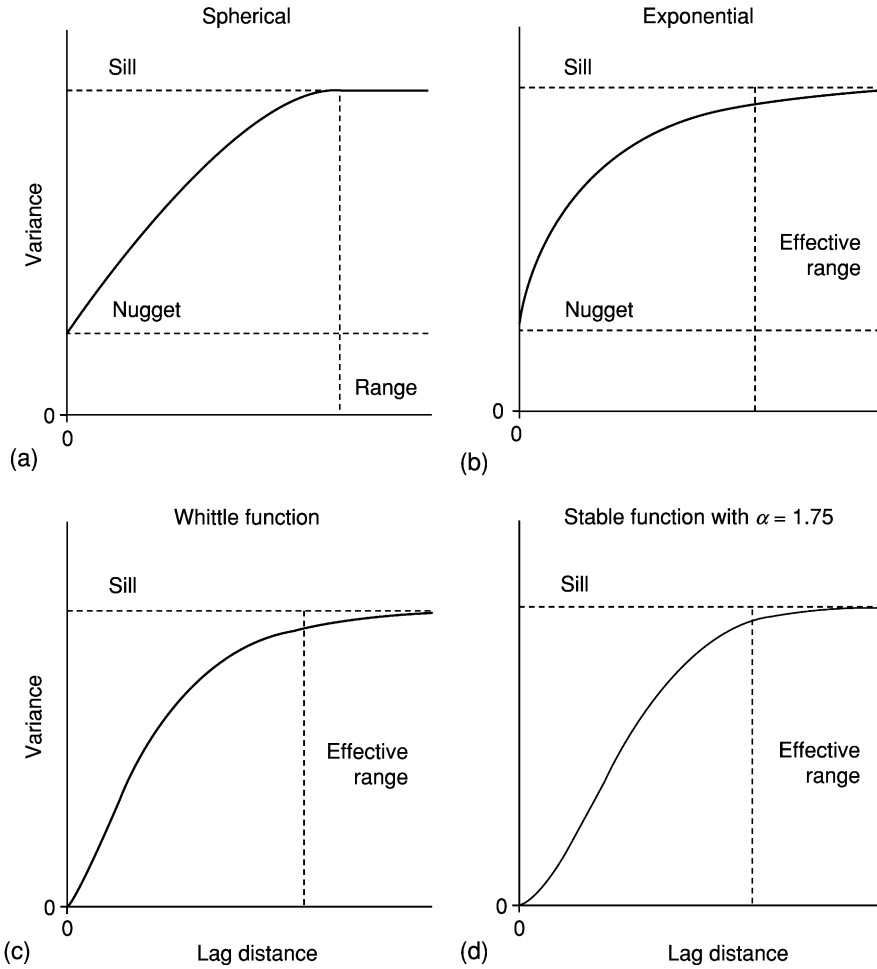 Spherical
Sill
Variance
Nugget
Range
0
0
(a)
Exponential
Sill
Effective
range
Nugget
0
0
(b)
Whittle function
Sill
Variance
Effective
range
0
0
Lag distance
(c)
Stable function with α = 1.75
Sill
Effective
range
0
0
Lag distance
(d)